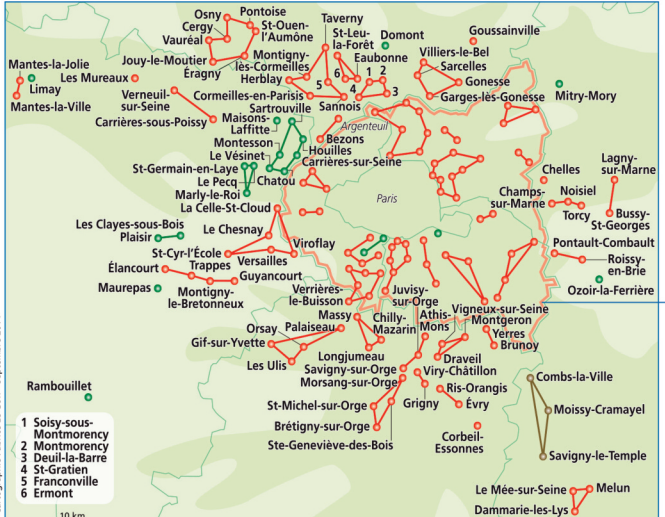 Osny
Pontoise
Cergy
St-Ouen-
l'Aumône
Vauréal
Jouy-le-Moutier
Éragny
Montigny-
lès-Cormeilles
Herblay
Cormeilles-en-Parisis
Taverny
St-Leu-
la-Forêt
Eaubonne
Domont
5
6
1
2
4
3
Sannois
Goussainville
Villiers-le-Bel
Sarcelles
Gonesse
Garges-lès-Gonesse
Mitry-Mory
Mantes-la-Jolie
Limay
Mantes-la-Ville
Les Mureaux
Verneuil-
sur-Seine
Carrières-sous-Poissy
Sartrouville
Maisons-
Laffitte
Montesson
Le Vésinet
St-Germain-en-Laye
Le Pecq
Marly-le-Roi
Chatou
Argenteuil
Bezons
Houilles
Carrières-sur-Seine
Paris
Chelles
Lagny-
sur-Marne
Champs-
sur-Marne
Noisiel
Torcy
Bussy-
St-Georges
Pontault-Combault
Roissy-
en-Brie
Ozoir-la-Ferrière
La Celle-St-Cloud
Le Chesnay
Les Clayes-sous-Bois
Plaisir
St-Cyr-l'École
Viroflay
Versailles
Élancourt
Trappes
Guyancourt
Maurepas
Montigny-
le-Bretonneux
Verrières-
le-Buisson
Massy
Palaiseau
Orsay
Gif-sur-Yvette
Les Ulis
Chilly-
Mazarin
Longjumeau
Juvisy-
sur-Orge
Athis-
Mons
Vigneux-sur-Seine
Montgeron
Yerres
Brunoy
Draveil
Savigny-sur-Orge
Morsang-sur-Orge
Viry-Châtillon
Ris-Orangis
Grigny
Évry
St-Michel-sur-Orge
Brétigny-sur-Orge
Ste-Geneviève-des-Bois
Corbeil-
Essonnes
Combs-la-Ville
Moissy-Cramayel
Savigny-le-Temple
Le Mée-sur-Seine
Melun
Dammarie-les-Lys
Rambouillet
1 Soisy-sous-
Montmorency
2 Montmorency
3 Deuil-la-Barre
4 St-Gratien
5 Franconville
6 Ermont
10 km